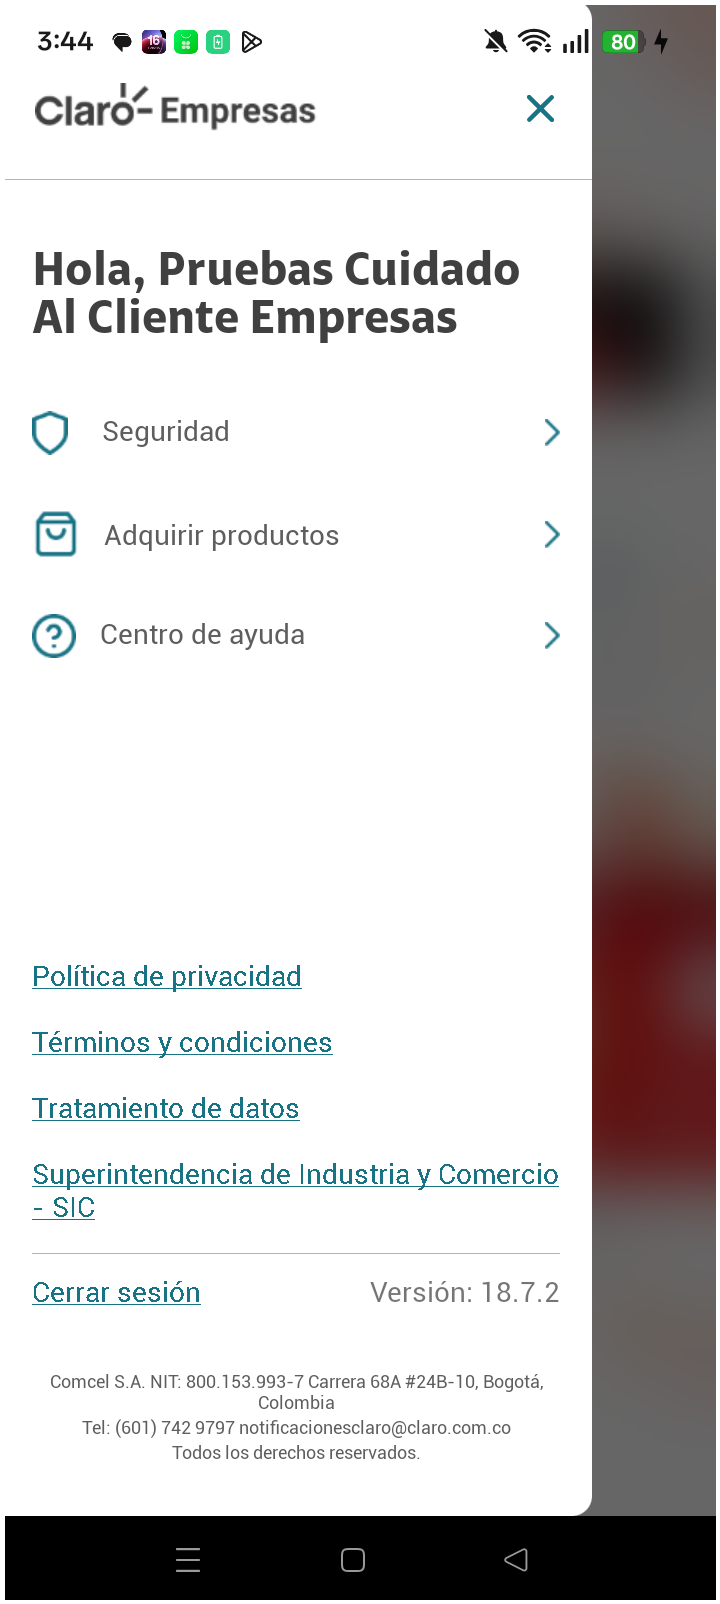 3:44
16
80
Claro Empresas
Hola, Pruebas Cuidado
Al Cliente Empresas
Seguridad
Adquirir productos
Centro de ayuda
Política de privacidad
Términos y condiciones
Tratamiento de datos
Superintendencia de Industria y Comercio
- SIC
Cerrar sesión
Versión: 18.7.2
Comcel S.A. NIT: 800.153.993-7 Carrera 68A #24B-10, Bogotá,
Colombia
Tel: (601) 742 9797 notificacionesclaro@claro.com.co
Todos los derechos reservados.